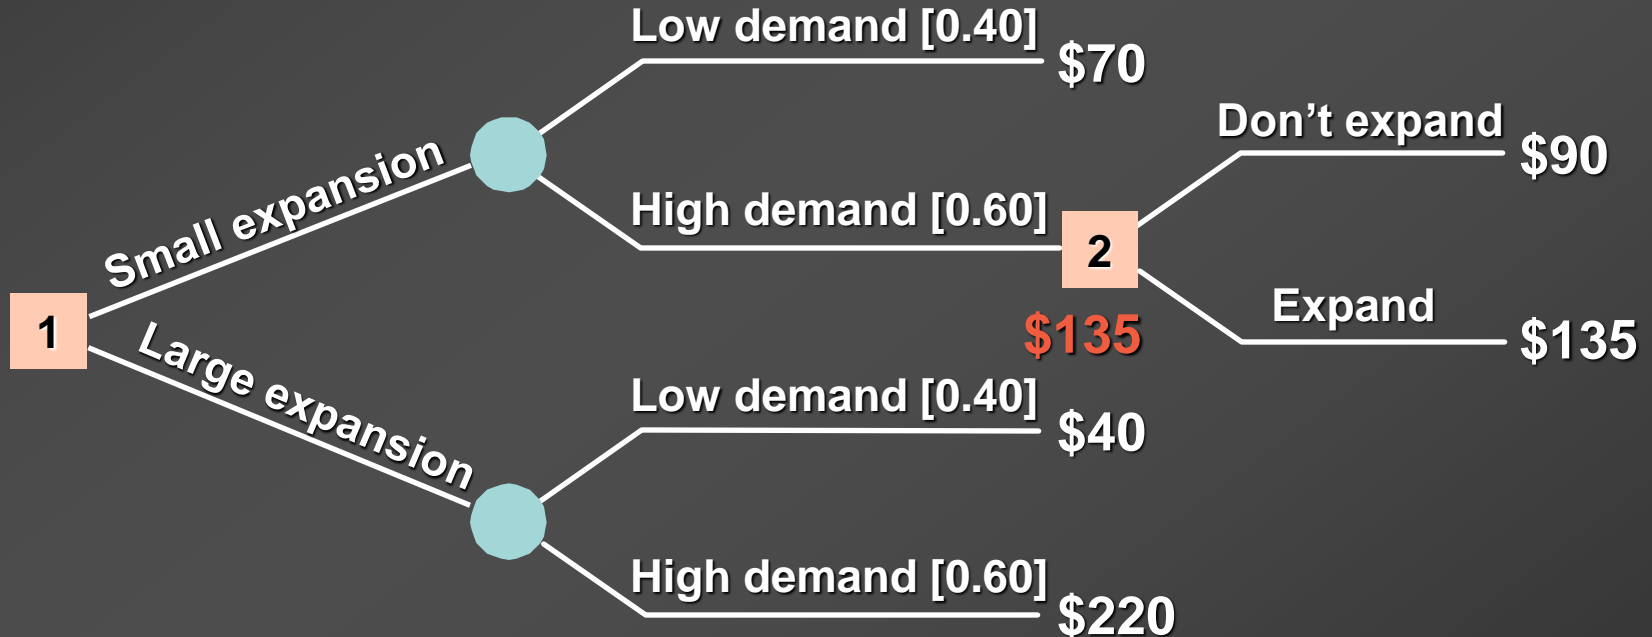 Low demand [0.40]
$70
Don’t expand
$90
Small expansion
High demand [0.60]
2
Expand
1
$135
$135
Large expansion
Low demand [0.40]
$40
High demand [0.60]
$220